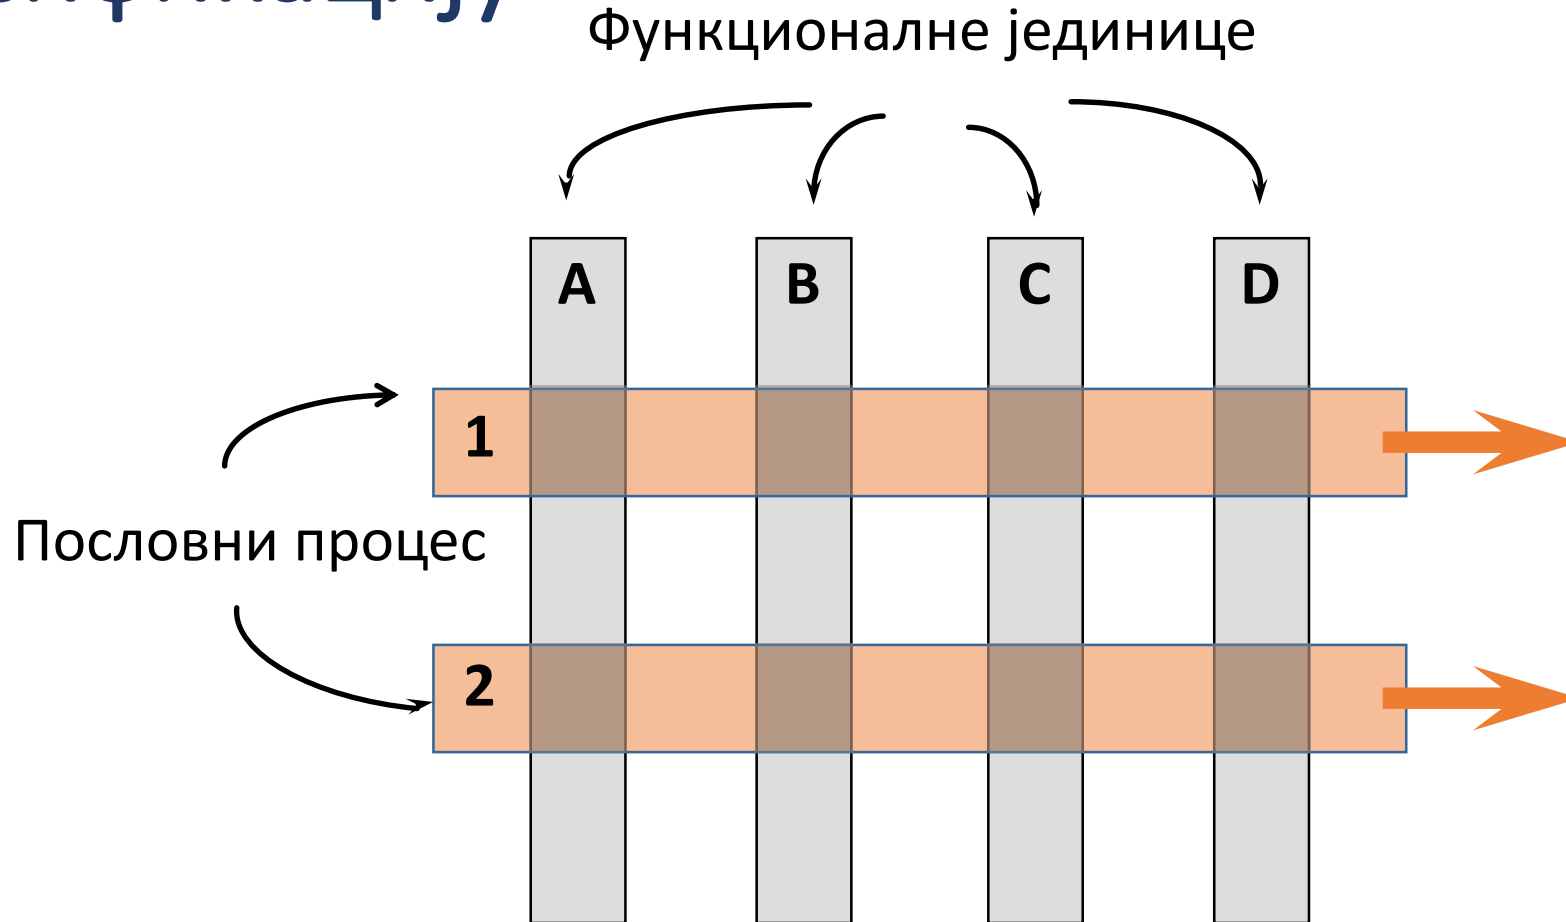 Функционалне јединице
A B C D
1
Пословни процес
2